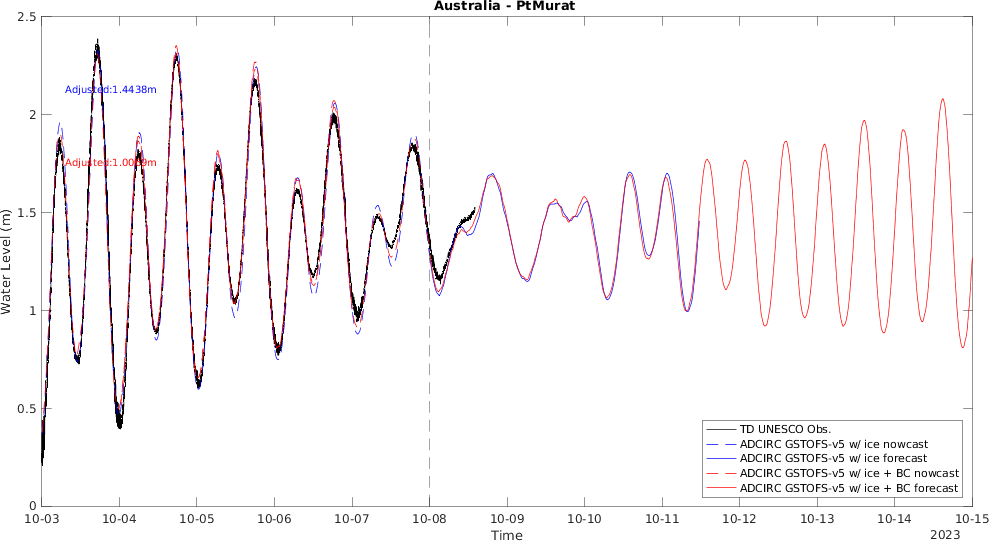 Australia - PtMurat
2.5
2
1.5
1
0.5
0
Water Level (m)
Adjusted:1.4438m
Adjusted:1.0009m
TD UNESCO Obs.
ADCIRC GSTOFS-v5 w/ ice nowcast
ADCIRC GSTOFS-v5 w/ ice forecast
ADCIRC GSTOFS-v5 w/ ice + BC nowcast
ADCIRC GSTOFS-v5 w/ ice + BC forecast
10-03 10-04 10-05 10-06 10-07 10-08 10-09 10-10 10-11 10-12 10-13 10-14 10-15
Time
2023